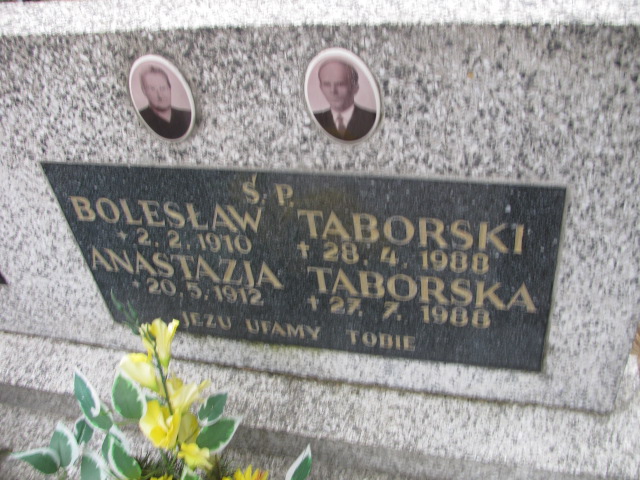 Ś. P.
BOLESŁAW TABORSKI
* 2. 2. 1910 + 28. 4. 1988
ANASTAZJA TABORSKA
* 20. 5. 1912 + 27. 7. 1988
JEZU UFAMY TOBIE